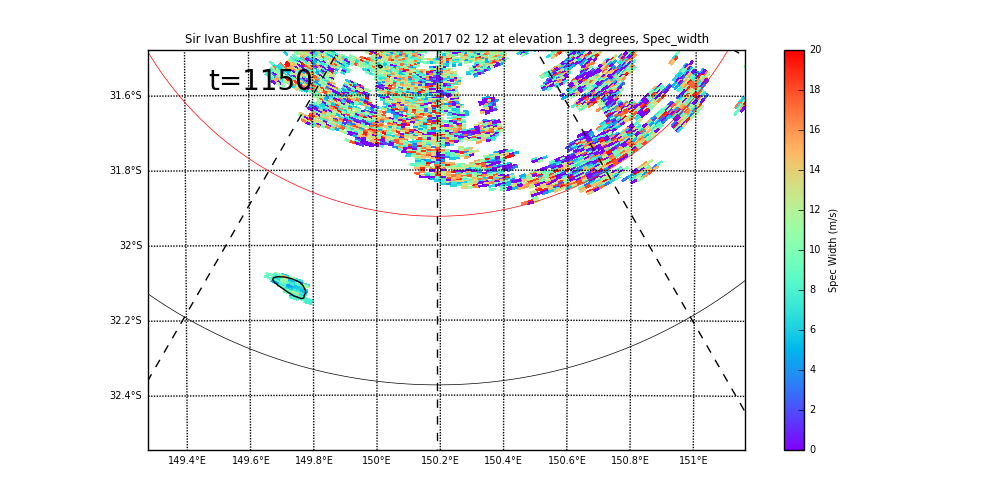 Sir Ivan Bushfire at 11:50 Local Time on 2017 02 12 at elevation 1.3 degrees, Spec_width
t=1150
31.6°S
31.8°S
32°S
32.2°S
32.4°S
149.4°E 149.6°E 149.8°E 150°E 150.2°E 150.4°E 150.6°E 150.8°E 151°E
20
18
16
14
12
10
8
6
4
2
0
Spec Width (m/s)